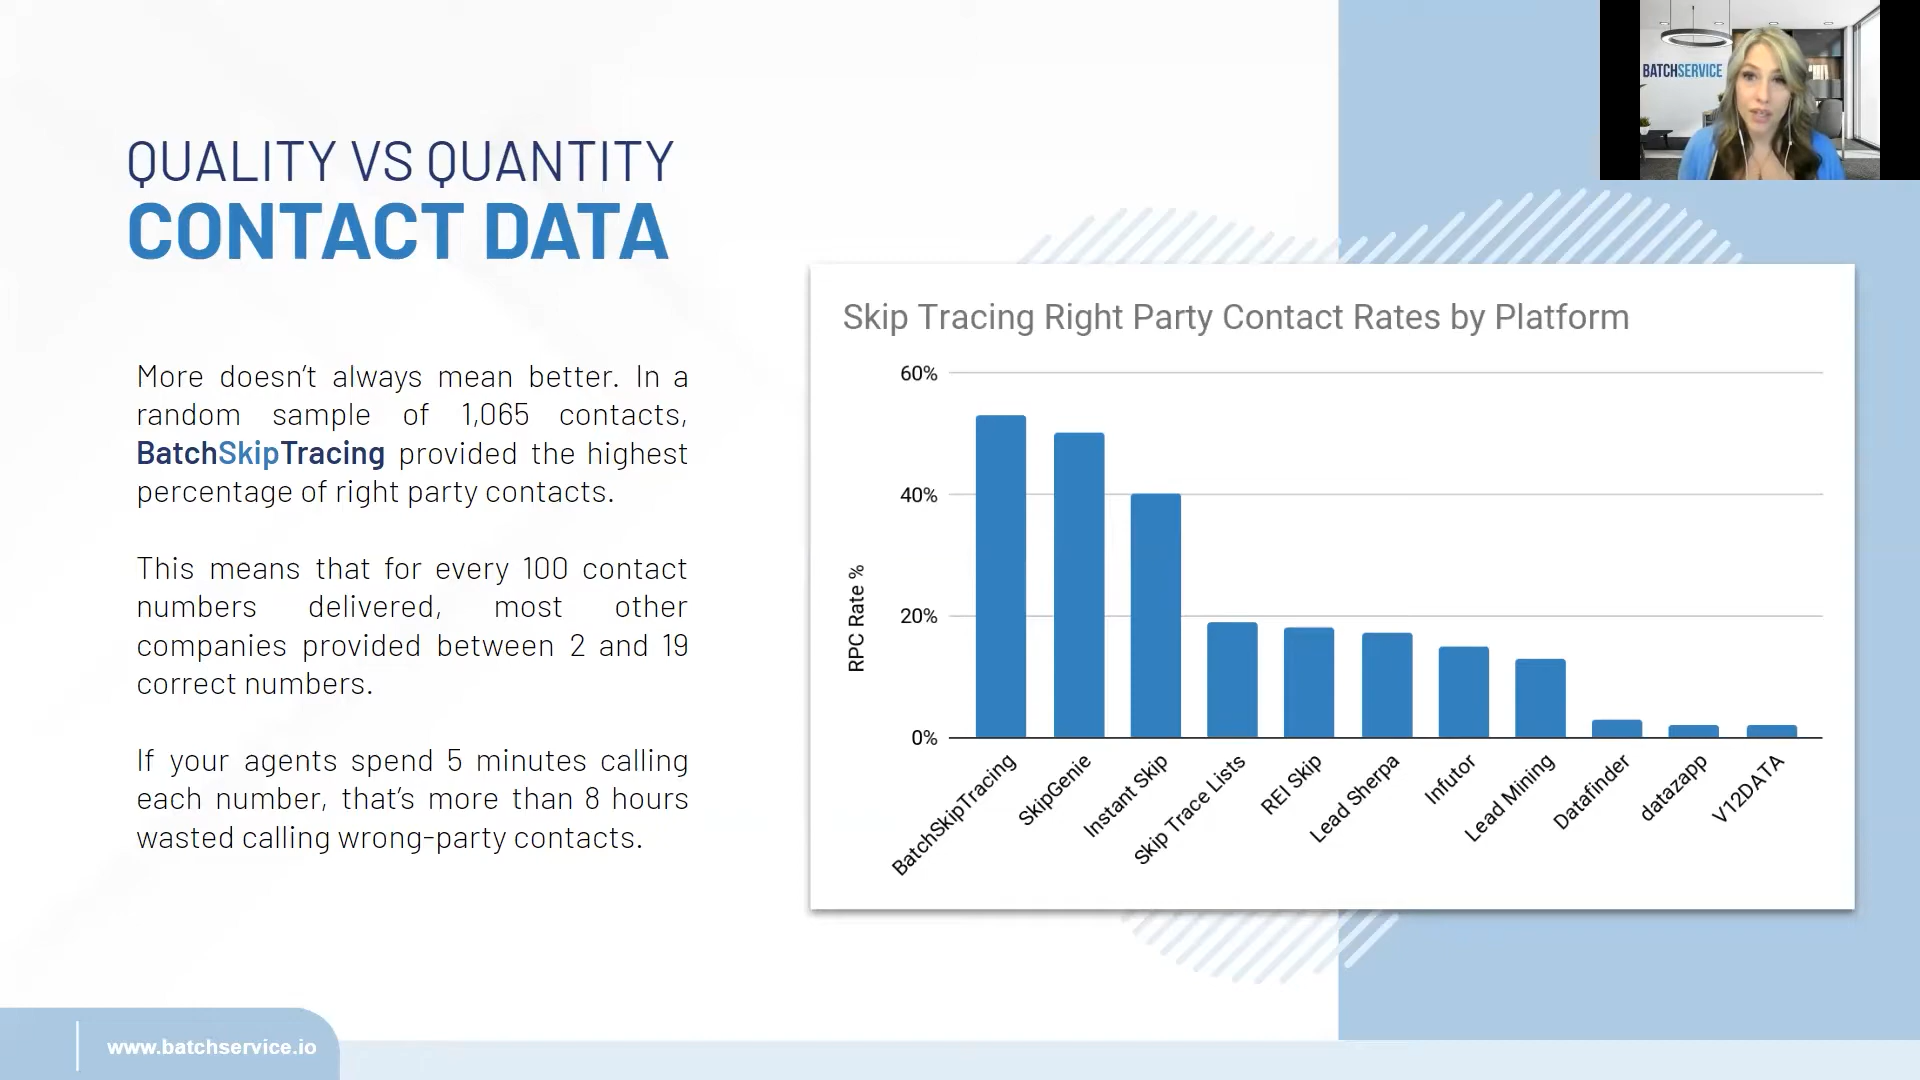 BATCHSERVICE
QUALITY VS QUANTITY
CONTACT DATA
More doesn't always mean better. In a
random sample of 1,065 contacts,
BatchSkipTracing provided the highest
percentage of right party contacts.
This means that for every 100 contact
numbers delivered, most other
companies provided between 2 and 19
correct numbers.
If your agents spend 5 minutes calling
each number, that's more than 8 hours
wasted calling wrong-party contacts.
Skip Tracing Right Party Contact Rates by Platform
60%
40%
20%
0%
RPC Rate %
BatchSkipTracing
SkipGenie
Instant Skip
Skip Trace Lists
REI Skip
Lead Sherpa
Infutor
Lead Mining
Datafinder
datazapp
V12DATA
www.batchservice.io